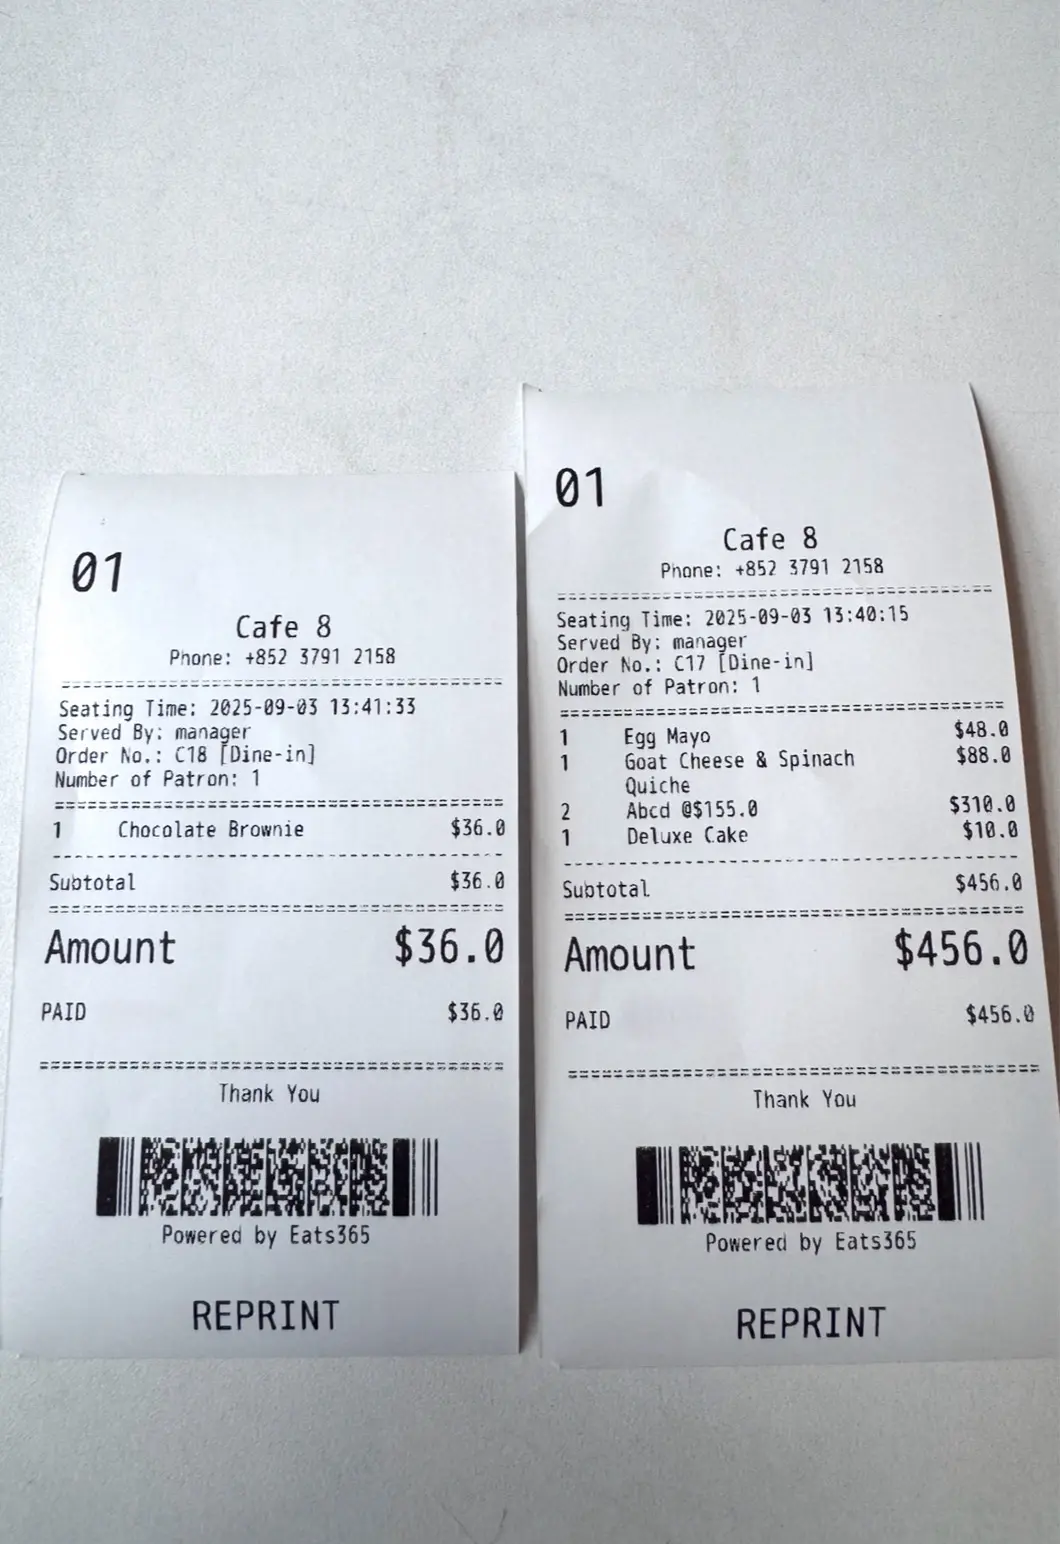 01
Cafe 8
Phone: +852 3791 2158
Seating Time: 2025-09-03 13:41:33
Served By: manager
Order No.: C18 [Dine-in]
Number of Patron: 1
1 Chocolate Brownie $36.0
Subtotal $36.0
Amount $36.0
PAID $36.0
Thank You
Powered by Eats365
REPRINT
01
Cafe 8
Phone: +852 3791 2158
Seating Time: 2025-09-03 13:40:15
Served By: manager
Order No.: C17 [Dine-in]
Number of Patron: 1
1 Egg Mayo $48.0
1 Goat Cheese & Spinach $88.0
Quiche
2 Abcd @$155.0 $310.0
1 Deluxe Cake $10.0
Subtotal $456.0
Amount $456.0
PAID $456.0
Thank You
Powered by Eats365
REPRINT